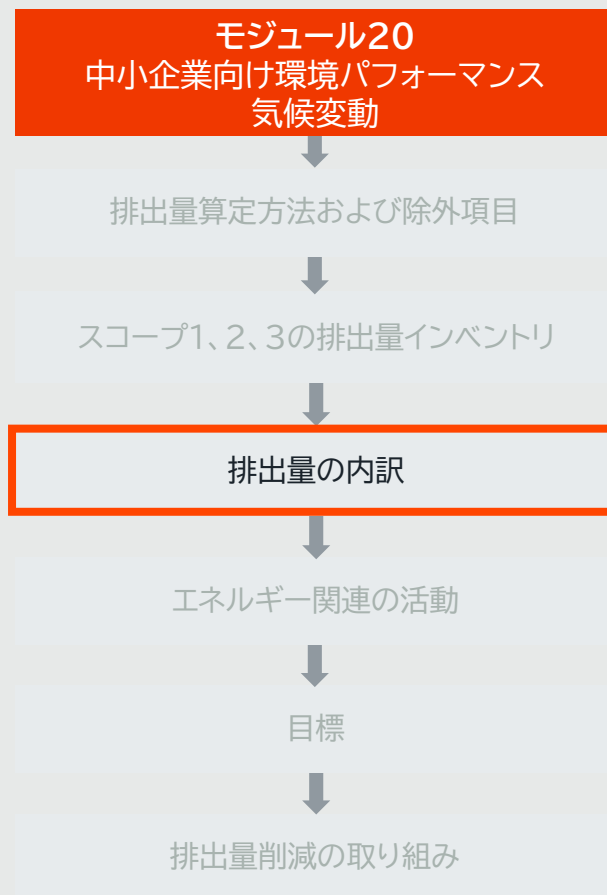 モジュール20
中小企業向け環境パフォーマンス
気候変動
排出量算定方法および除外項目
スコープ1、2、3の排出量インベントリ
排出量の内訳
エネルギー関連の活動
目標
排出量削減の取り組み